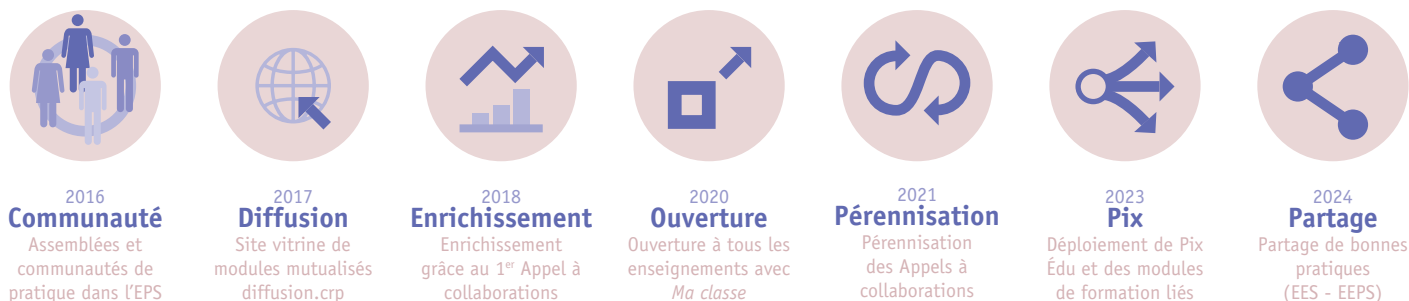 2016
Communauté
Assemblées et
communautés de
pratique dans l'EPS
2017
Diffusion
Site vitrine de
modules mutualisés
diffusion.crp
2018
Enrichissement
Enrichissement
grâce au 1er Appel à
collaborations
2020
Ouverture
Ouverture à tous les
enseignements avec
Ma classe
2021
Pérennisation
Pérennisation
des Appels à
collaborations
2023
Pix
Déploiement de Pix
Édu et des modules
de formation liés
2024
Partage
Partage de bonnes
pratiques
(EES - EEPS)